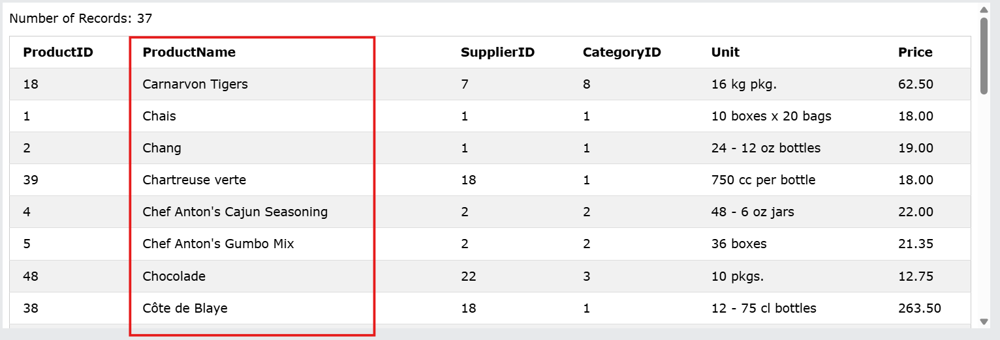 Number of Records: 37
ProductID ProductName SupplierID CategoryID Unit Price
18 Carnarvon Tigers 7 8 16 kg pkg. 62.50
1 Chais 1 1 10 boxes x 20 bags 18.00
2 Chang 1 1 24 - 12 oz bottles 19.00
39 Chartreuse verte 18 1 750 cc per bottle 18.00
4 Chef Anton's Cajun Seasoning 2 2 48 - 6 oz jars 22.00
5 Chef Anton's Gumbo Mix 2 2 36 boxes 21.35
48 Chocolade 22 3 10 pkgs. 12.75
38 Côte de Blaye 18 1 12 - 75 cl bottles 263.50